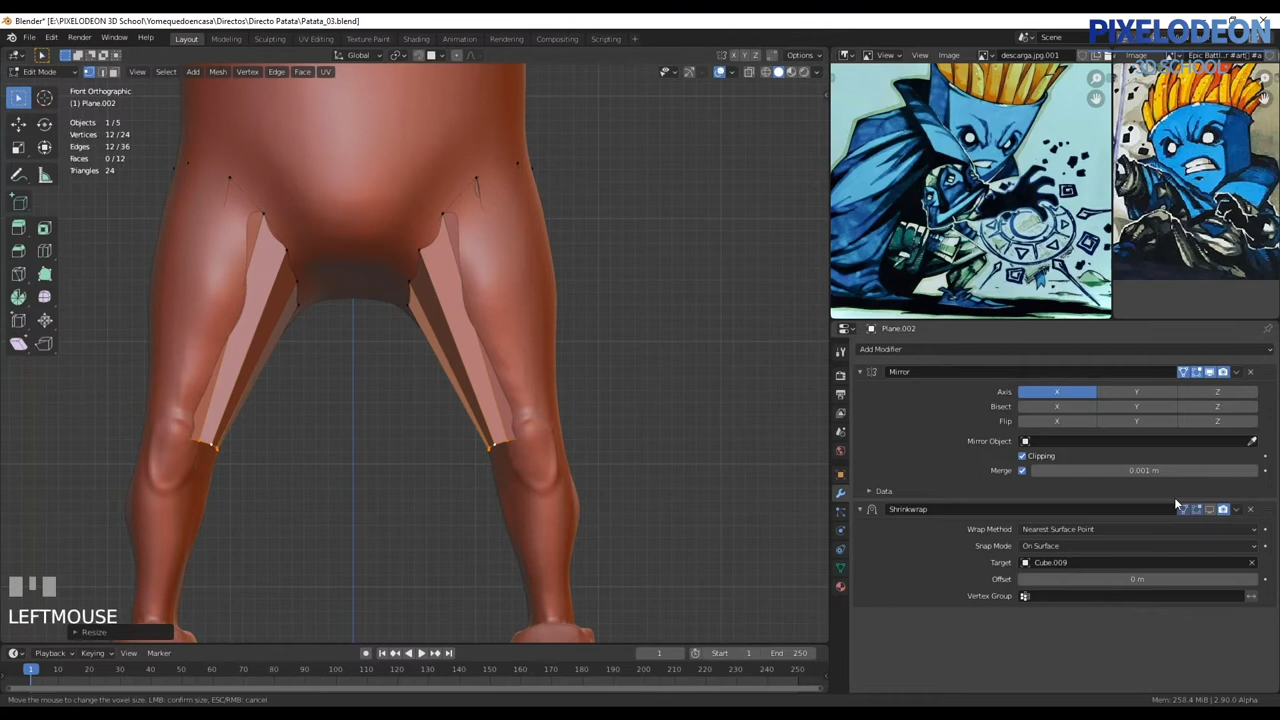 Blender* [E:\PIXELODEON 3D School\Yomequedoencasa\Directos\Directo Patata\Patata_03.blend]
PIXELODEON
3D SCHOOL
File Edit Render Window Help Layout Modeling Sculpting UV Editing Texture Paint Shading Animation Rendering Compositing Scripting +
Scene
Global
X Y Z Options
View Image descarga.jpg.001
Image Epic Battl..r #art
Edit Mode View Select Add Mesh Vertex Edge Face UV
Front Orthographic
(1) Plane.002
Objects 1/5
Vertices 12/24
Edges 12/36
Faces 0/12
Triangles 24
Plane.002
Add Modifier
Mirror
Axis X Y Z
Bisect X Y Z
Flip X Y Z
Mirror Object
Clipping
Merge 0.001 m
Data
Shrinkwrap
Wrap Method Nearest Surface Point
Snap Mode On Surface
Target Cube.009
Offset 0 m
Vertex Group
LEFTMOUSE
Resize
Playback Keying View Marker 1 Start 1 End 250
1 10 20 30 40 50 60 70 80 90 100 110 120 130 140 150 160 170 180 190 200 210 220 230 240 250
Move the mouse to change the voxel size. LMB: confirm size, ESC/RMB: cancel
Mem: 258.4 MiB | 2.90.0 Alpha